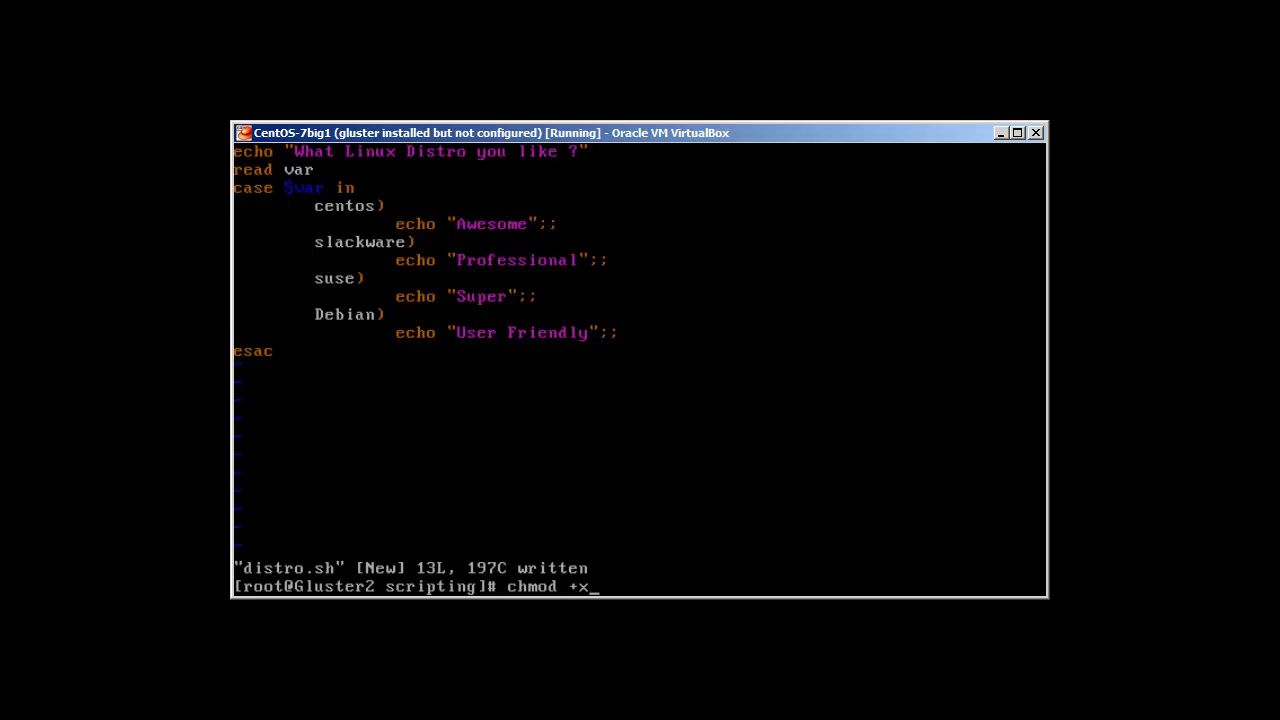 CentOS-7big1 (gluster installed but not configured) [Running] - Oracle VM VirtualBox
echo "What Linux Distro you like ?"
read var
case $var in
centos)
echo "Awesome";;
slackware)
echo "Professional";;
suse)
echo "Super";;
Debian)
echo "User Friendly";;
esac
~
~
~
~
~
~
~
~
~
~
~
"distro.sh" [New] 13L, 197C written
[root@Gluster2 scripting]# chmod +x_